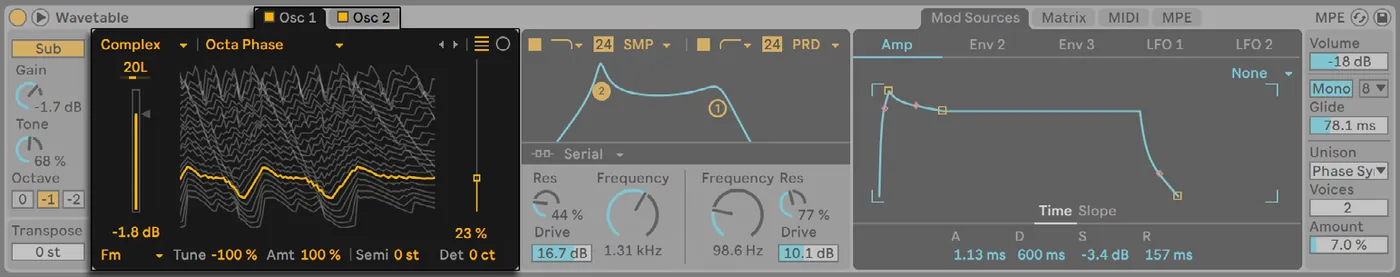 Wavetable
Osc 1
Osc 2
Mod Sources
Matrix
MIDI
MPE
MPE
Sub
Gain
-1.7 dB
Tone
68 %
Octave
0
-1
-2
Transpose
0 st
Complex
Octa Phase
20L
-1.8 dB
23 %
Fm
Tune -100 %
Amt 100 %
Semi 0 st
Det 0 ct
24
SMP
24
PRD
2
1
Serial
Res
44 %
Drive
16.7 dB
Frequency
1.31 kHz
Frequency
98.6 Hz
Res
77 %
Drive
10.1 dB
Amp
Env 2
Env 3
LFO 1
LFO 2
None
Time
Slope
A
D
S
R
1.13 ms
600 ms
-3.4 dB
157 ms
Volume
-18 dB
Mono
8
Glide
78.1 ms
Unison
Phase Sy
Voices
2
Amount
7.0 %